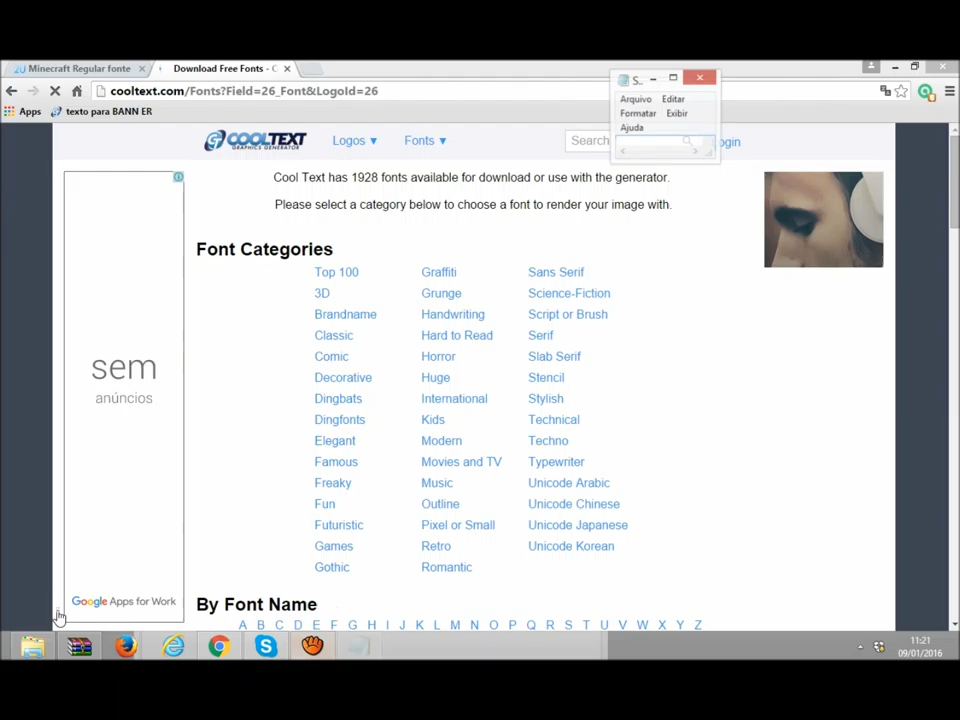 Minecraft Regular fonte
Download Free Fonts - C
cooltext.com/Fonts?Field=26_Font&LogoId=26
Apps
texto para BANN ER
S..
Arquivo Editar
Formatar Exibir
Ajuda
COOLTEXT
GRAPHICS GENERATOR
Logos ▼
Fonts ▼
Search
ogin
Cool Text has 1928 fonts available for download or use with the generator.
Please select a category below to choose a font to render your image with.
Font Categories
Top 100 Graffiti Sans Serif
3D Grunge Science-Fiction
Brandname Handwriting Script or Brush
Classic Hard to Read Serif
Comic Horror Slab Serif
Decorative Huge Stencil
Dingbats International Stylish
Dingfonts Kids Technical
Elegant Modern Techno
Famous Movies and TV Typewriter
Freaky Music Unicode Arabic
Fun Outline Unicode Chinese
Futuristic Pixel or Small Unicode Japanese
Games Retro Unicode Korean
Gothic Romantic
sem
anúncios
Google Apps for Work
By Font Name
A B C D E F G H I J K L M N O P Q R S T U V W X Y Z
11:21
09/01/2016